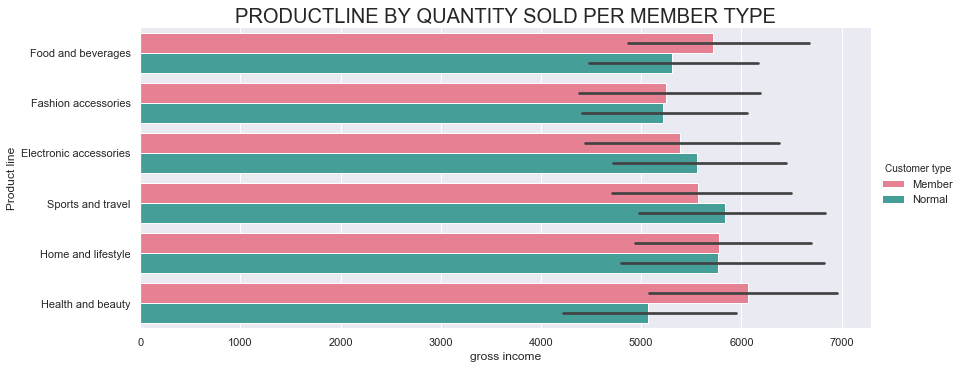 PRODUCTLINE BY QUANTITY SOLD PER MEMBER TYPE
Product line
Food and beverages
Fashion accessories
Electronic accessories
Sports and travel
Home and lifestyle
Health and beauty
0 1000 2000 3000 4000 5000 6000 7000
gross income
Customer type
Member
Normal